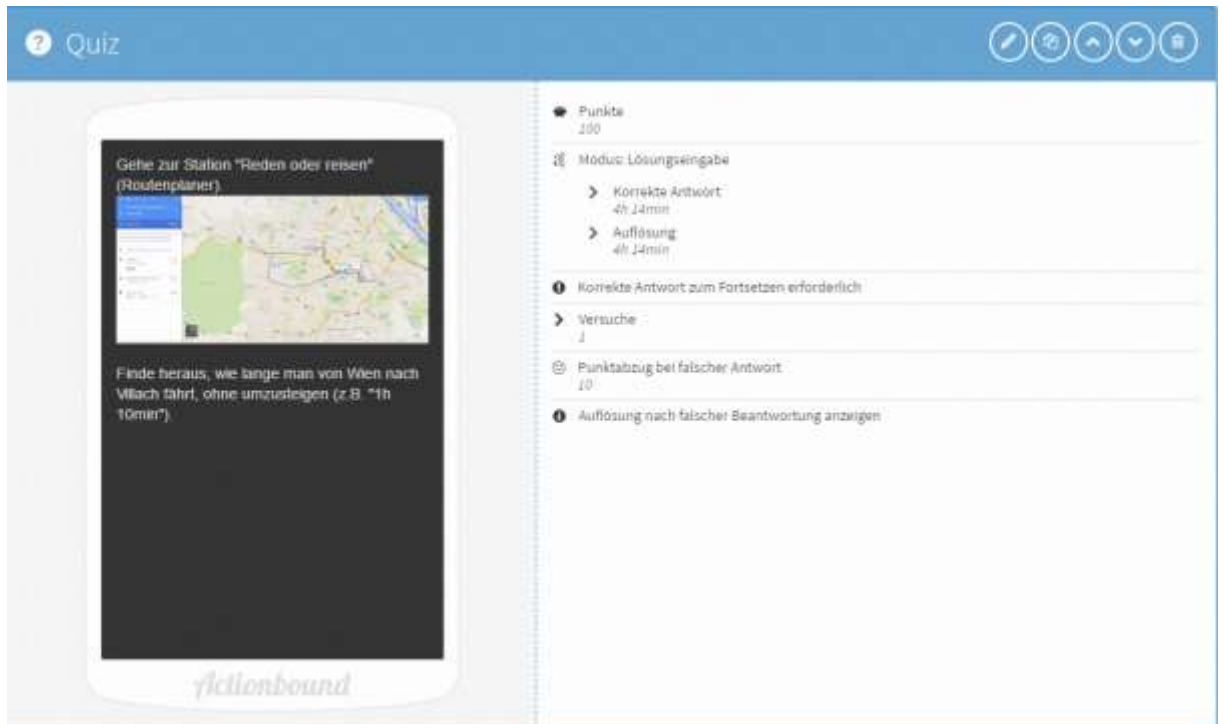 Quiz
Gehe zur Station "Reden oder reisen"
(Routenplaner).
Finde heraus, wie lange man von Wien nach
Villach fährt, ohne umzusteigen (z.B. "1h
10min").
Actionbound
Punkte
100
Modus: Lösungseingabe
Korrekte Antwort
4h 14min
Auflösung
4h 14min
Korrekte Antwort zum Fortsetzen erforderlich
Versuche
1
Punktabzug bei falscher Antwort
10
Auflösung nach falscher Beantwortung anzeigen